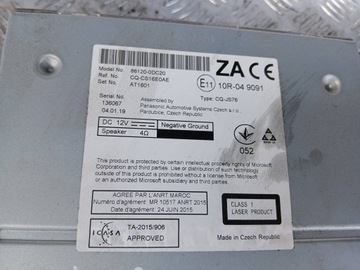 Model No. 86120-0DC20
Ref. No. CQ-CS16E0AE
Set No. AT1601
ZA CE
E11 10R-04 9091
Serial No.
136067
04.01.19
Assembled by
Panasonic Automotive Systems Czech s.r.o.
Pardubice, Czech Republic
Type: CQ-JS76
DC 12V
Negative Ground
Speaker 4Ω
052
This product is protected by certain intellectual property rights of Microsoft
Corporation and third parties. Use or distribution of such technology
outside of this product is prohibited without a license from Microsoft or
an authorized Microsoft subsidiary and third parties.
AGREE PAR L'ANRT MAROC
Numéro d'agrément: MR 10517 ANRT 2015
Date d'agrément: 24 JUIN 2015
CLASS 1
LASER PRODUCT
ICASA
TA-2015/906
APPROVED
Made in Czech Republic